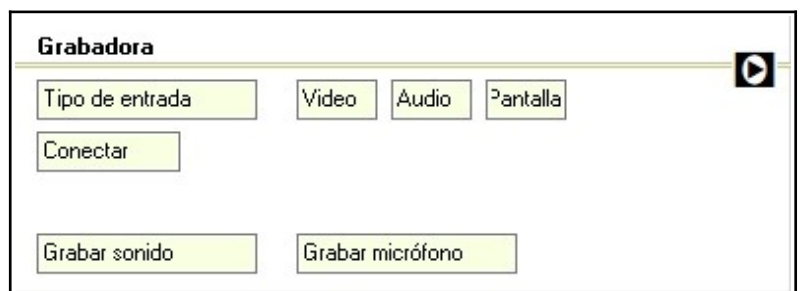 Grabadora
Tipo de entrada Video Audio Pantalla
Conectar
Grabar sonido Grabar micrófono